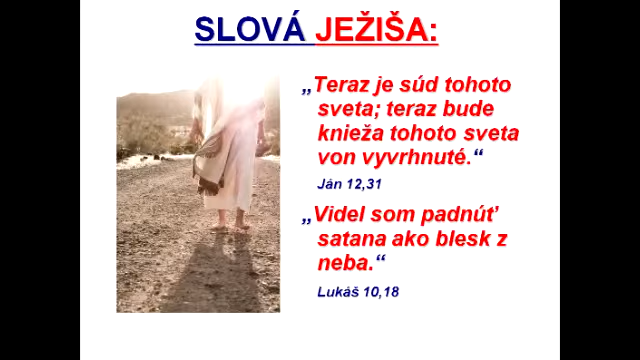 SLOVÁ JEŽIŠA:
„Teraz je súd tohoto
sveta; teraz bude
knieža tohoto sveta
von vyvrhnuté.“
Ján 12,31
„Videl som padnúť
satana ako blesk z
neba.“
Lukáš 10,18